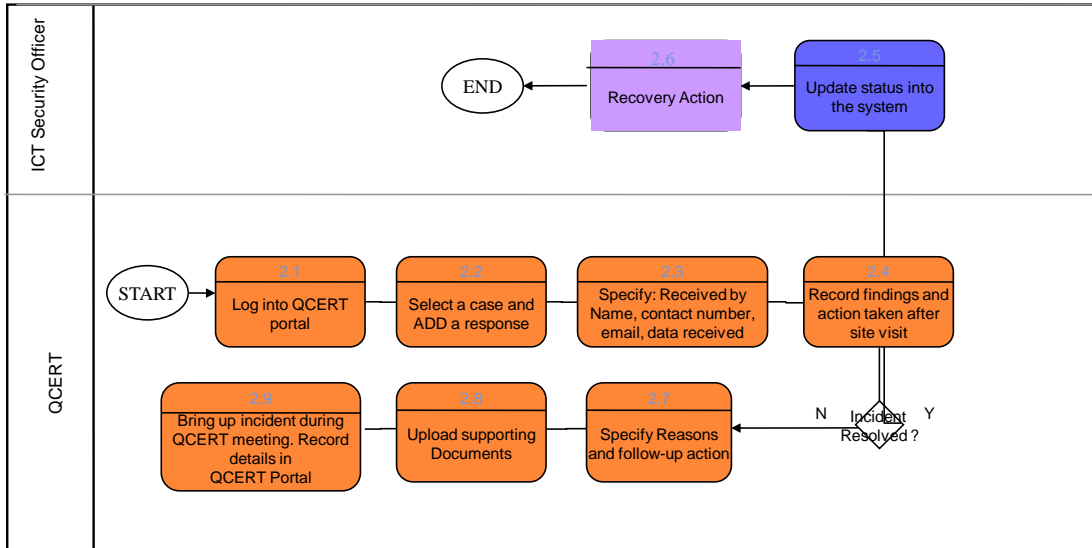 ICT Security Officer
2.6
2.5
END
Recovery Action
Update status into
the system
QCERT
START
2.1
Log into QCERT
portal
2.2
Select a case and
ADD a response
2.3
Specify: Received by
Name, contact number,
email, data received
2.4
Record findings and
action taken after
site visit
2.9
Bring up incident during
QCERT meeting. Record
details in
QCERT Portal
2.8
Upload supporting
Documents
2.7
Specify Reasons
and follow-up action
N
Incident
Resolved ?
Y